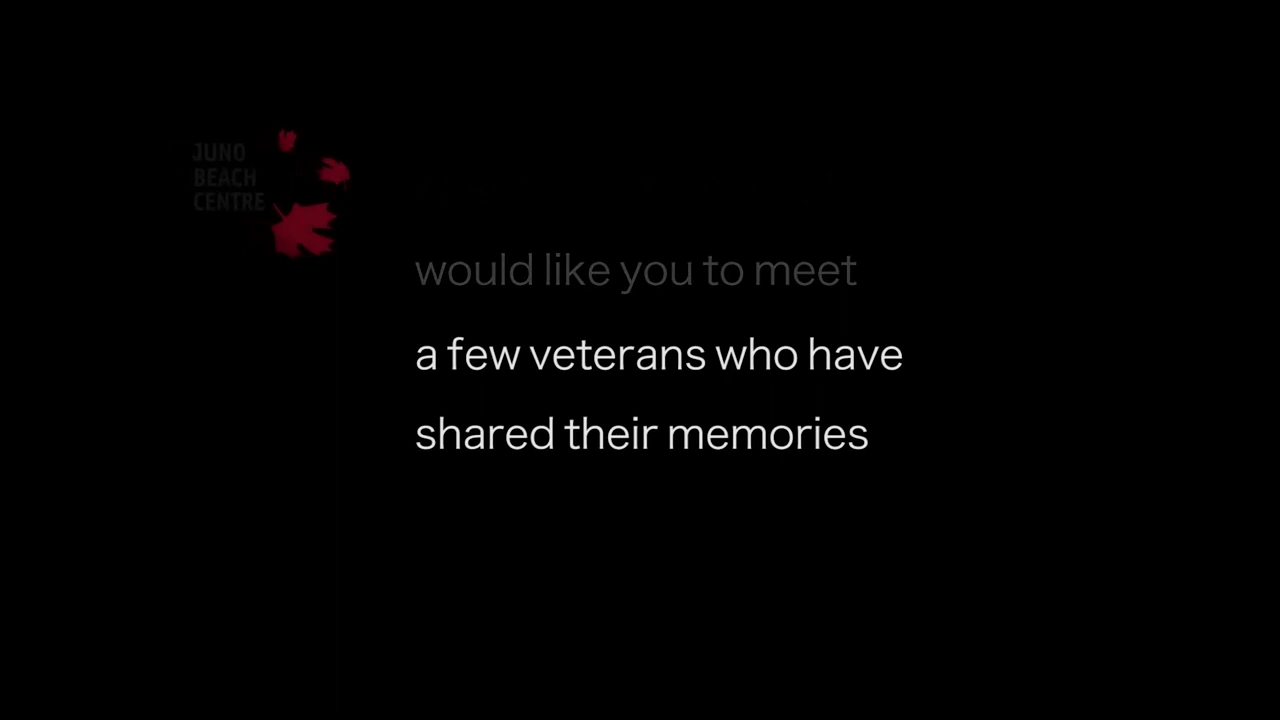 JUNO
BEACH
CENTRE
would like you to meet
a few veterans who have
shared their memories